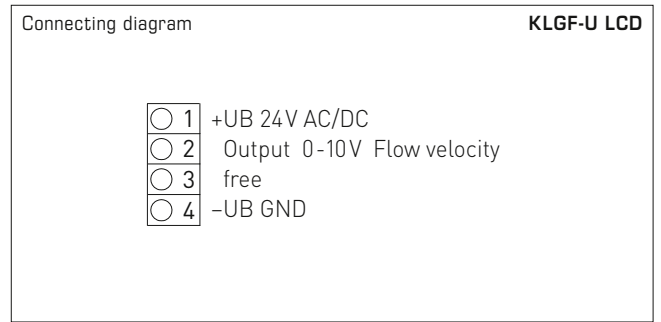 Connecting diagram KLGF-U LCD
1 +UB 24V AC/DC
2 Output 0-10V Flow velocity
3 free
4 –UB GND